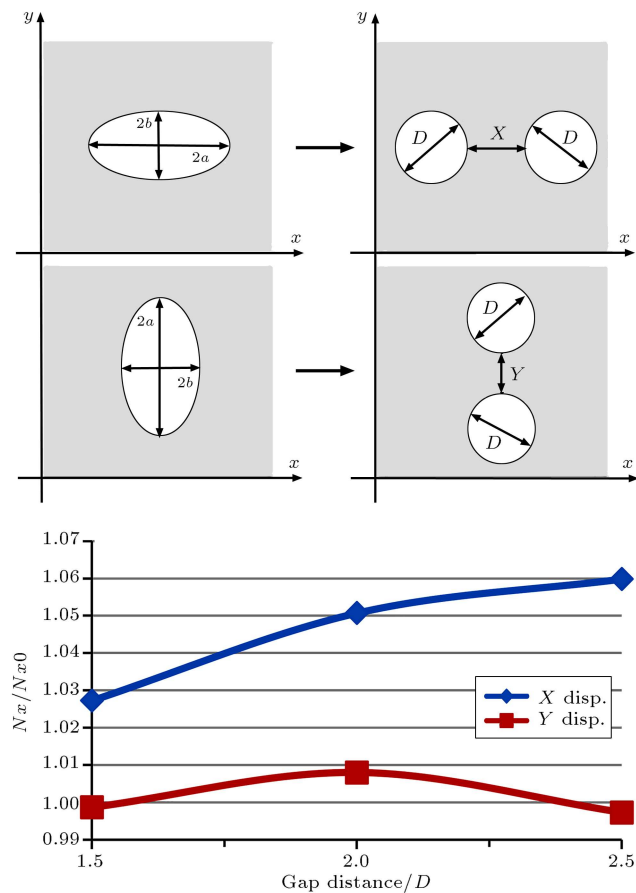 y
2b
2a
x
D
X
D
x
2a
2b
x
D
Y
D
x
1.07
1.06
1.05
1.04
1.03
1.02
1.01
1.00
0.99
Nx/Nx0
X disp.
Y disp.
1.5 2.0 2.5
Gap distance/D